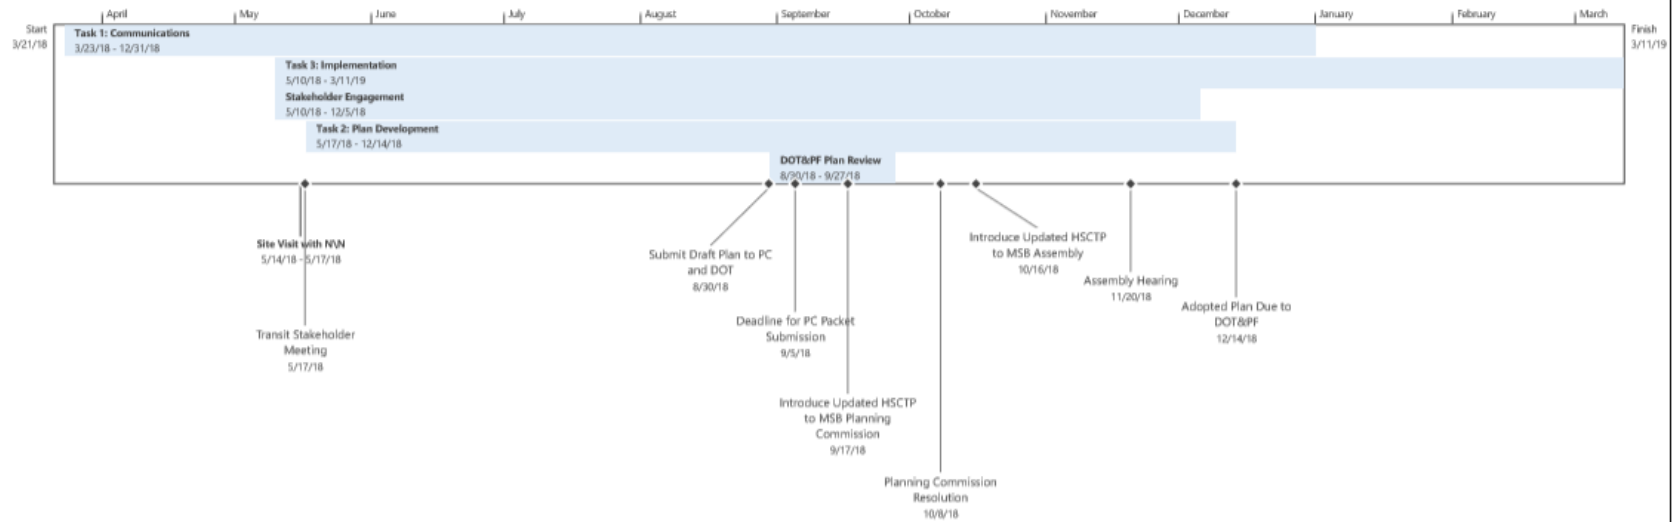 April
May
June
July
August
September
October
November
December
January
February
March
Start
3/21/18
Finish
3/11/19
Task 1: Communications
3/23/18 - 12/31/18
Task 3: Implementation
5/10/18 - 3/11/19
Stakeholder Engagement
5/10/18 - 12/5/18
Task 2: Plan Development
5/17/18 - 12/14/18
DOT&PF Plan Review
8/30/18 - 9/27/18
Site Visit with N\N
5/14/18 - 5/17/18
Transit Stakeholder
Meeting
5/17/18
Submit Draft Plan to PC
and DOT
8/30/18
Deadline for PC Packet
Submission
9/5/18
Introduce Updated HSCTP
to MSB Planning
Commission
9/17/18
Planning Commission
Resolution
10/8/18
Introduce Updated HSCTP
to MSB Assembly
10/16/18
Assembly Hearing
11/20/18
Adopted Plan Due to
DOT&PF
12/14/18